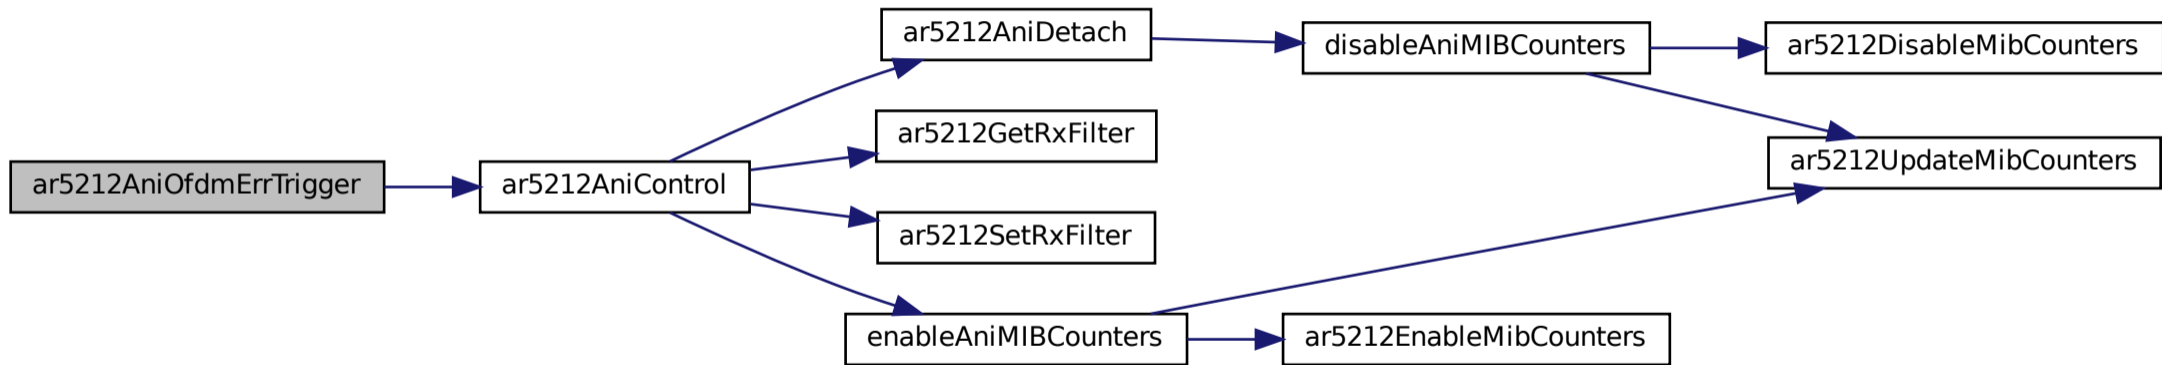 ar5212AniOfdmErrTrigger
ar5212AniControl
ar5212AniDetach
ar5212GetRxFilter
ar5212SetRxFilter
enableAniMIBCounters
disableAniMIBCounters
ar5212EnableMibCounters
ar5212DisableMibCounters
ar5212UpdateMibCounters